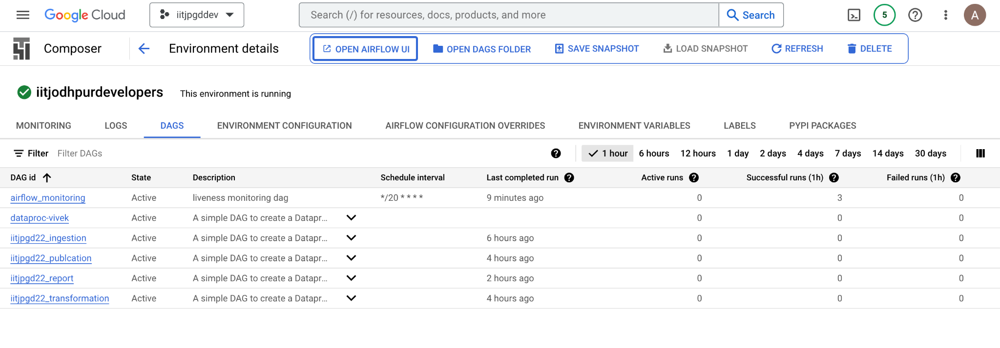 Google Cloud iitjpgddev Search (/) for resources, docs, products, and more Search 5 A
Composer Environment details OPEN AIRFLOW UI OPEN DAGS FOLDER SAVE SNAPSHOT LOAD SNAPSHOT REFRESH DELETE
iitjodhpurdevelopers This environment is running
MONITORING LOGS DAGS ENVIRONMENT CONFIGURATION AIRFLOW CONFIGURATION OVERRIDES ENVIRONMENT VARIABLES LABELS PYPI PACKAGES
Filter Filter DAGs 1 hour 6 hours 12 hours 1 day 2 days 4 days 7 days 14 days 30 days
DAG id State Description Schedule interval Last completed run Active runs Successful runs (1h) Failed runs (1h)
airflow_monitoring Active liveness monitoring dag */20 * * * * 9 minutes ago 0 3 0
dataproc-vivek Active A simple DAG to create a Datapr... 0 0 0
iitjpgd22_ingestion Active A simple DAG to create a Datapr... 6 hours ago 0 0 0
iitjpgd22_publcation Active A simple DAG to create a Datapr... 4 hours ago 0 0 0
iitjpgd22_report Active A simple DAG to create a Datapr... 2 hours ago 0 0 0
iitjpgd22_transformation Active A simple DAG to create a Datapr... 4 hours ago 0 0 0